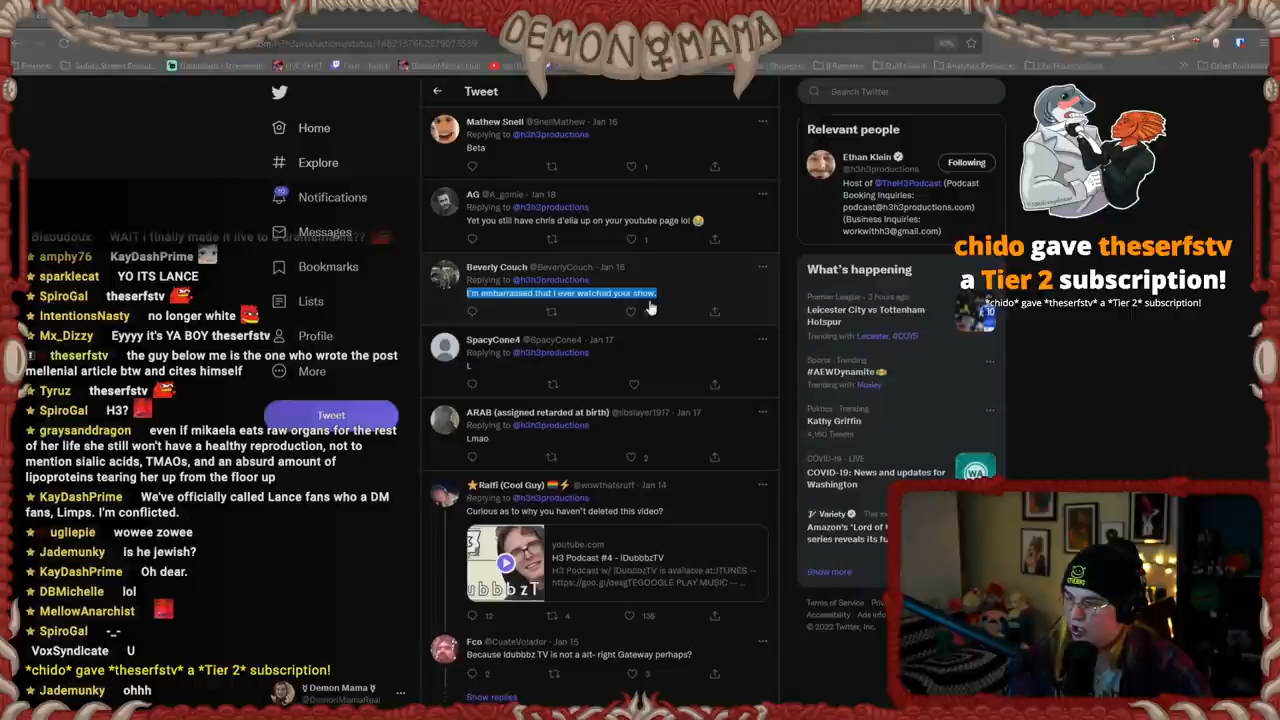 DEMON MAMA
Tweet
Home
Explore
Notifications
Messages
Bookmarks
Lists
Profile
More
Tweet
Demon Mama
@DemonMamaReal
WAIT i finally made it live to a
amphy76 KayDashPrime
sparklecat YO ITS LANCE
SpiroGal theserfstv
IntentionsNasty no longer white
Mx_Dizzy Eyyyy it's YA BOY theserfstv
theserfstv the guy below me is the one who wrote the post
mellenial article btw and cites himself
Tyruz theserfstv
SpiroGal H3?
graysanddragon even if mikaela eats raw organs for the rest
of her life she still won't have a healthy reproduction, not to
mention sialic acids, TMAOs, and an absurd amount of
lipoproteins tearing her up from the floor up
KayDashPrime We've officially called Lance fans who a DM
fans, Limps. I'm conflicted.
ugliepie wowee zowee
Jademunky is he jewish?
KayDashPrime Oh dear.
DBMichelle lol
MellowAnarchist
SpiroGal -_-
VoxSyndicate U
*chido* gave *theserfstv* a *Tier 2* subscription!
Jademunky ohhh
Mathew Snell @SnellMathew · Jan 16
Replying to @h3h3productions
Beta
1
AG @A_gomie · Jan 18
Replying to @h3h3productions
Yet you still have chris d'elia up on your youtube page lol 😂
1
Beverly Couch @BeverlyCouch · Jan 16
Replying to @h3h3productions
I'm embarrassed that I ever watched your show.
SpacyCone4 @SpacyCone4 · Jan 17
Replying to @h3h3productions
L
ARAB (assigned retarded at birth) @libslayer1917 · Jan 17
Replying to @h3h3productions
Lmao
2
Ralfi (Cool Guy) @wowthatsruff · Jan 14
Replying to @h3h3productions
Curious as to why you haven't deleted this video?
youtube.com
H3 Podcast #4 - IDubbbzTV
H3 Podcast w/ IDubbbzTV is available at:ITUNES --
12 4 135
Fco @CuateVolador · Jan 15
Because Idubbbz TV is not a alt- right Gateway perhaps?
2 3
Show replies
Search Twitter
Relevant people
Ethan Klein
@h3h3productions
Following
Host of @TheH3Podcast (Podcast
Booking Inquiries:
podcast@h3h3productions.com)
(Business Inquiries:
workwithh3@gmail.com)
What's happening
Premier League · 3 hours ago
Leicester City vs Tottenham
Hotspur
Trending with Leicester, #COYS
Sports · Trending
#AEWDynamite
Trending with Moxley
Politics · Trending
Kathy Griffin
4,160 Tweets
COVID-19 · LIVE
COVID-19: News and updates for
Washington
Variety
Amazon's 'Lord of
series reveals its fu
Show more
Terms of Service
Accessibility
© 2022 Twitter, Inc.
chido gave theserfstv
a Tier 2 subscription!
*chido* gave *theserfstv* a *Tier 2* subscription!